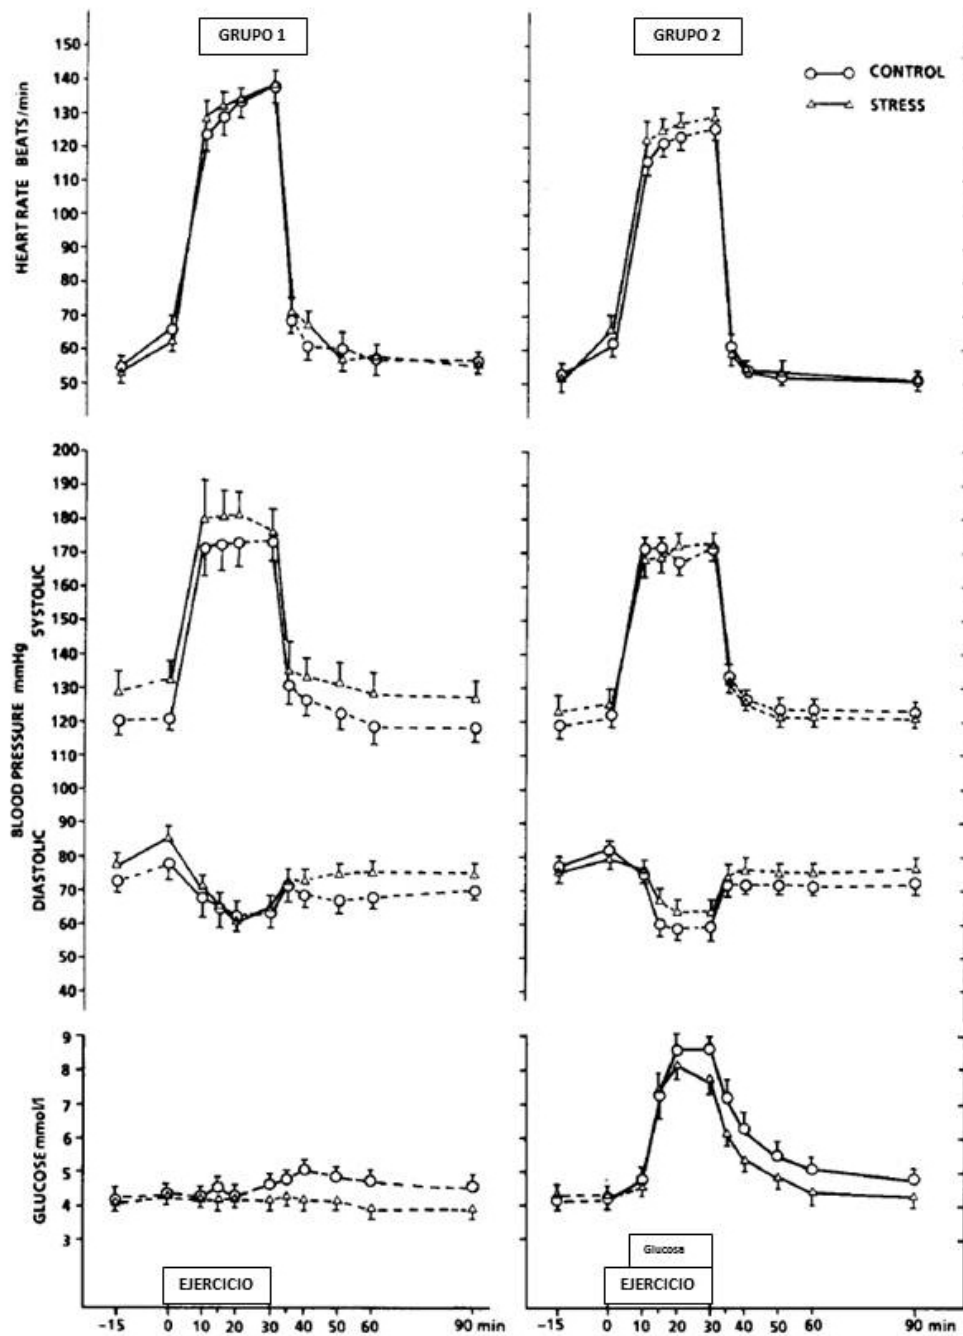 GRUPO 1
GRUPO 2
CONTROL
STRESS
HEART RATE BEATS/min
150
140
130
120
110
100
90
80
70
60
50
BLOOD PRESSURE mmHg
SYSTOLIC
DIASTOLIC
200
190
180
170
160
150
140
130
120
110
100
90
80
70
60
50
40
GLUCOSE mmol/l
9
8
7
6
5
4
3
Glucosa
EJERCICIO
EJERCICIO
-15 0 10 20 30 40 50 60 90 min
-15 0 10 20 30 40 50 60 90 min